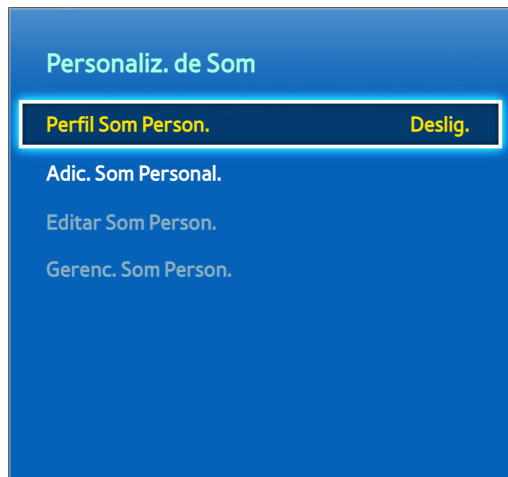 Personaliz. de Som
Perfil Som Person. Deslig.
Adic. Som Personal.
Editar Som Person.
Gerenc. Som Person.